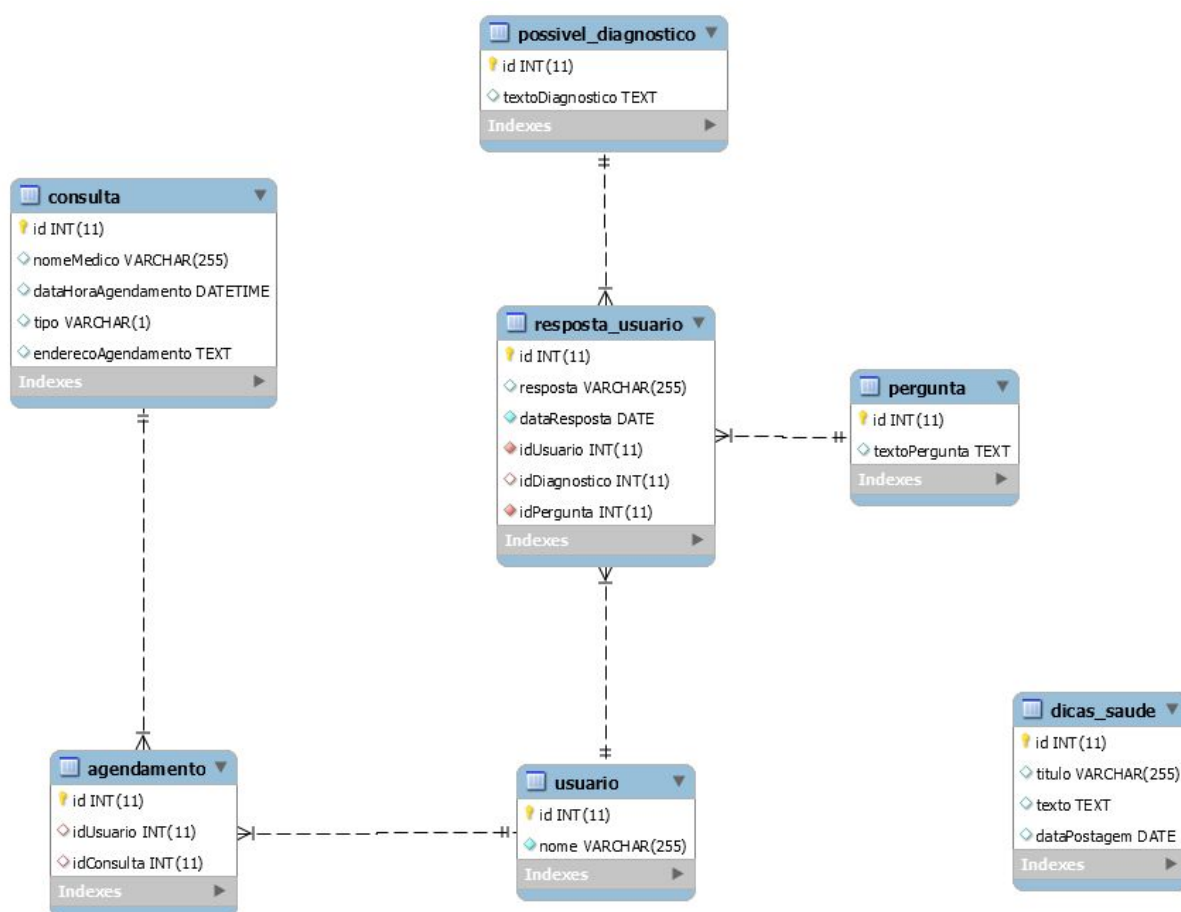 possivel_diagnostico
id INT(11)
textoDiagnostico TEXT
Indexes
consulta
id INT(11)
nomeMedico VARCHAR(255)
dataHoraAgendamento DATETIME
tipo VARCHAR(1)
enderecoAgendamento TEXT
Indexes
resposta_usuario
id INT(11)
resposta VARCHAR(255)
dataResposta DATE
idUsuario INT(11)
idDiagnostico INT(11)
idPergunta INT(11)
Indexes
pergunta
id INT(11)
textoPergunta TEXT
Indexes
agendamento
id INT(11)
idUsuario INT(11)
idConsulta INT(11)
Indexes
usuario
id INT(11)
nome VARCHAR(255)
Indexes
dicas_saude
id INT(11)
titulo VARCHAR(255)
texto TEXT
dataPostagem DATE
Indexes